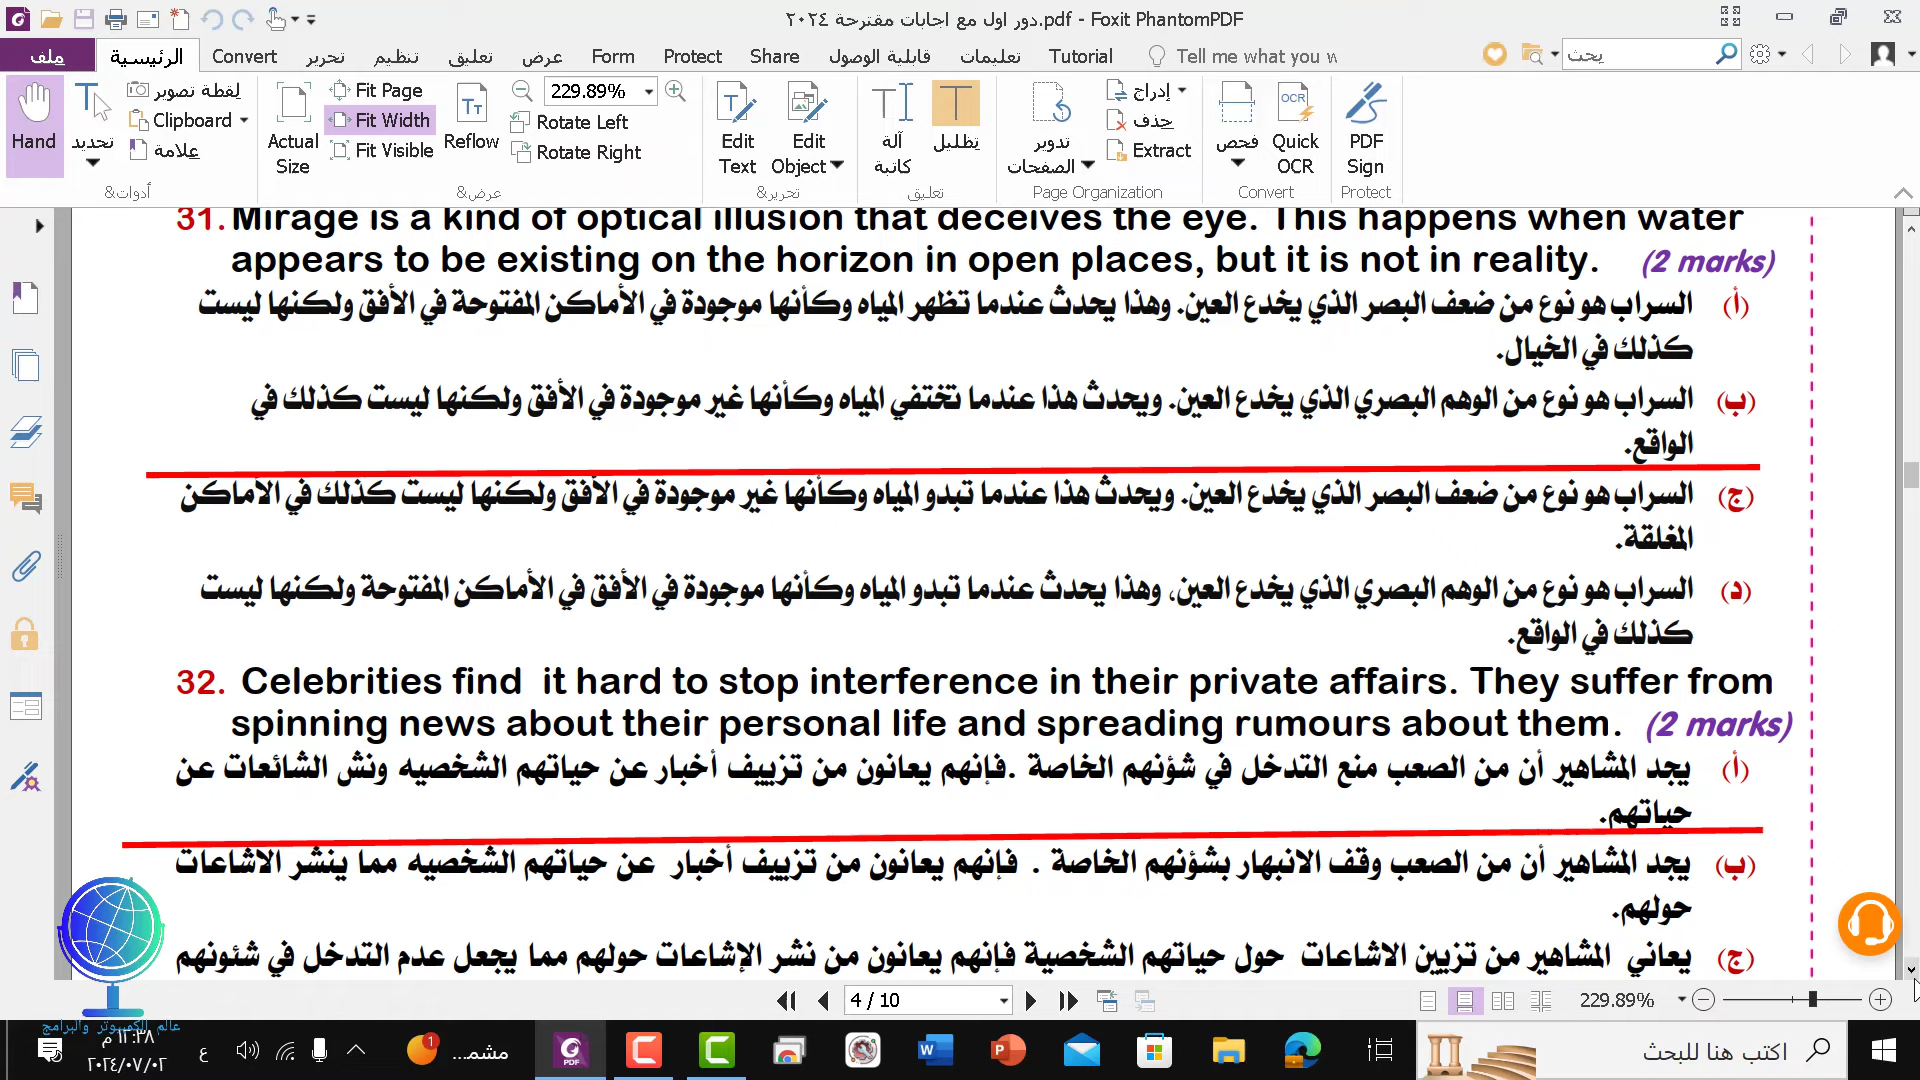 دور اول مع اجابات مقترحة ٢٠٢٤.pdf - Foxit PhantomPDF
ملف الرئيسية Convert تحرير تنظيم تعليق عرض Form Protect Share قابلية الوصول تعليمات Tutorial Tell me what you w يحث
Hand
تحديد
لقطة تصوير
Clipboard
علامة
أدوات&
Actual Size
Fit Page
Fit Width
Fit Visible
Reflow
229.89%
Rotate Left
Rotate Right
عرض&
Edit Text
Edit Object
تحرير&
آلة كاتبة
تظليل
تعليق
تدوير الصفحات
إدراج
حذف
Extract
Page Organization
فحص
Quick OCR
OCR
Convert
PDF Sign
Protect
31. Mirage is a kind of optical illusion that deceives the eye. This happens when water
appears to be existing on the horizon in open places, but it is not in reality. (2 marks)
(أ) السراب هو نوع من ضعف البصر الذي يخدع العين. وهذا يحدث عندما تظهر المياه وكأنها موجودة في الأماكن المفتوحة في الأفق ولكنها ليست
كذلك في الخيال.
(ب) السراب هو نوع من الوهم البصري الذي يخدع العين. ويحدث هذا عندما تختفي المياه وكأنها غير موجودة في الأفق ولكنها ليست كذلك في
الواقع.
(ج) السراب هو نوع من ضعف البصر الذي يخدع العين. ويحدث هذا عندما تبدو المياه وكأنها غير موجودة في الأفق ولكنها ليست كذلك في الأماكن
المغلقة.
(د) السراب هو نوع من الوهم البصري الذي يخدع العين، وهذا يحدث عندما تبدو المياه وكأنها موجودة في الأفق في الأماكن المفتوحة ولكنها ليست
كذلك في الواقع.
32. Celebrities find it hard to stop interference in their private affairs. They suffer from
spinning news about their personal life and spreading rumours about them. (2 marks)
(أ) يجد المشاهير أن من الصعب منع التدخل في شؤنهم الخاصة .فإنهم يعانون من تزييف أخبار عن حياتهم الشخصيه ونش الشائعات عن
حياتهم.
(ب) يجد المشاهير أن من الصعب وقف الانبهار بشؤنهم الخاصة . فإنهم يعانون من تزييف أخبار عن حياتهم الشخصيه مما ينشر الاشاعات
حولهم.
(ج) يعاني المشاهير من تزيين الاشاعات حول حياتهم الشخصية فإنهم يعانون من نشر الإشاعات حولهم مما يجعل عدم التدخل في شئونهم
عالم الكمبيوتر والبرامج
4 / 10
229.89%
١٢:٣٨ م
٢٠٢٤/٠٧/٠٢
ع
1
مشمـ...
PDF
اكتب هنا للبحث